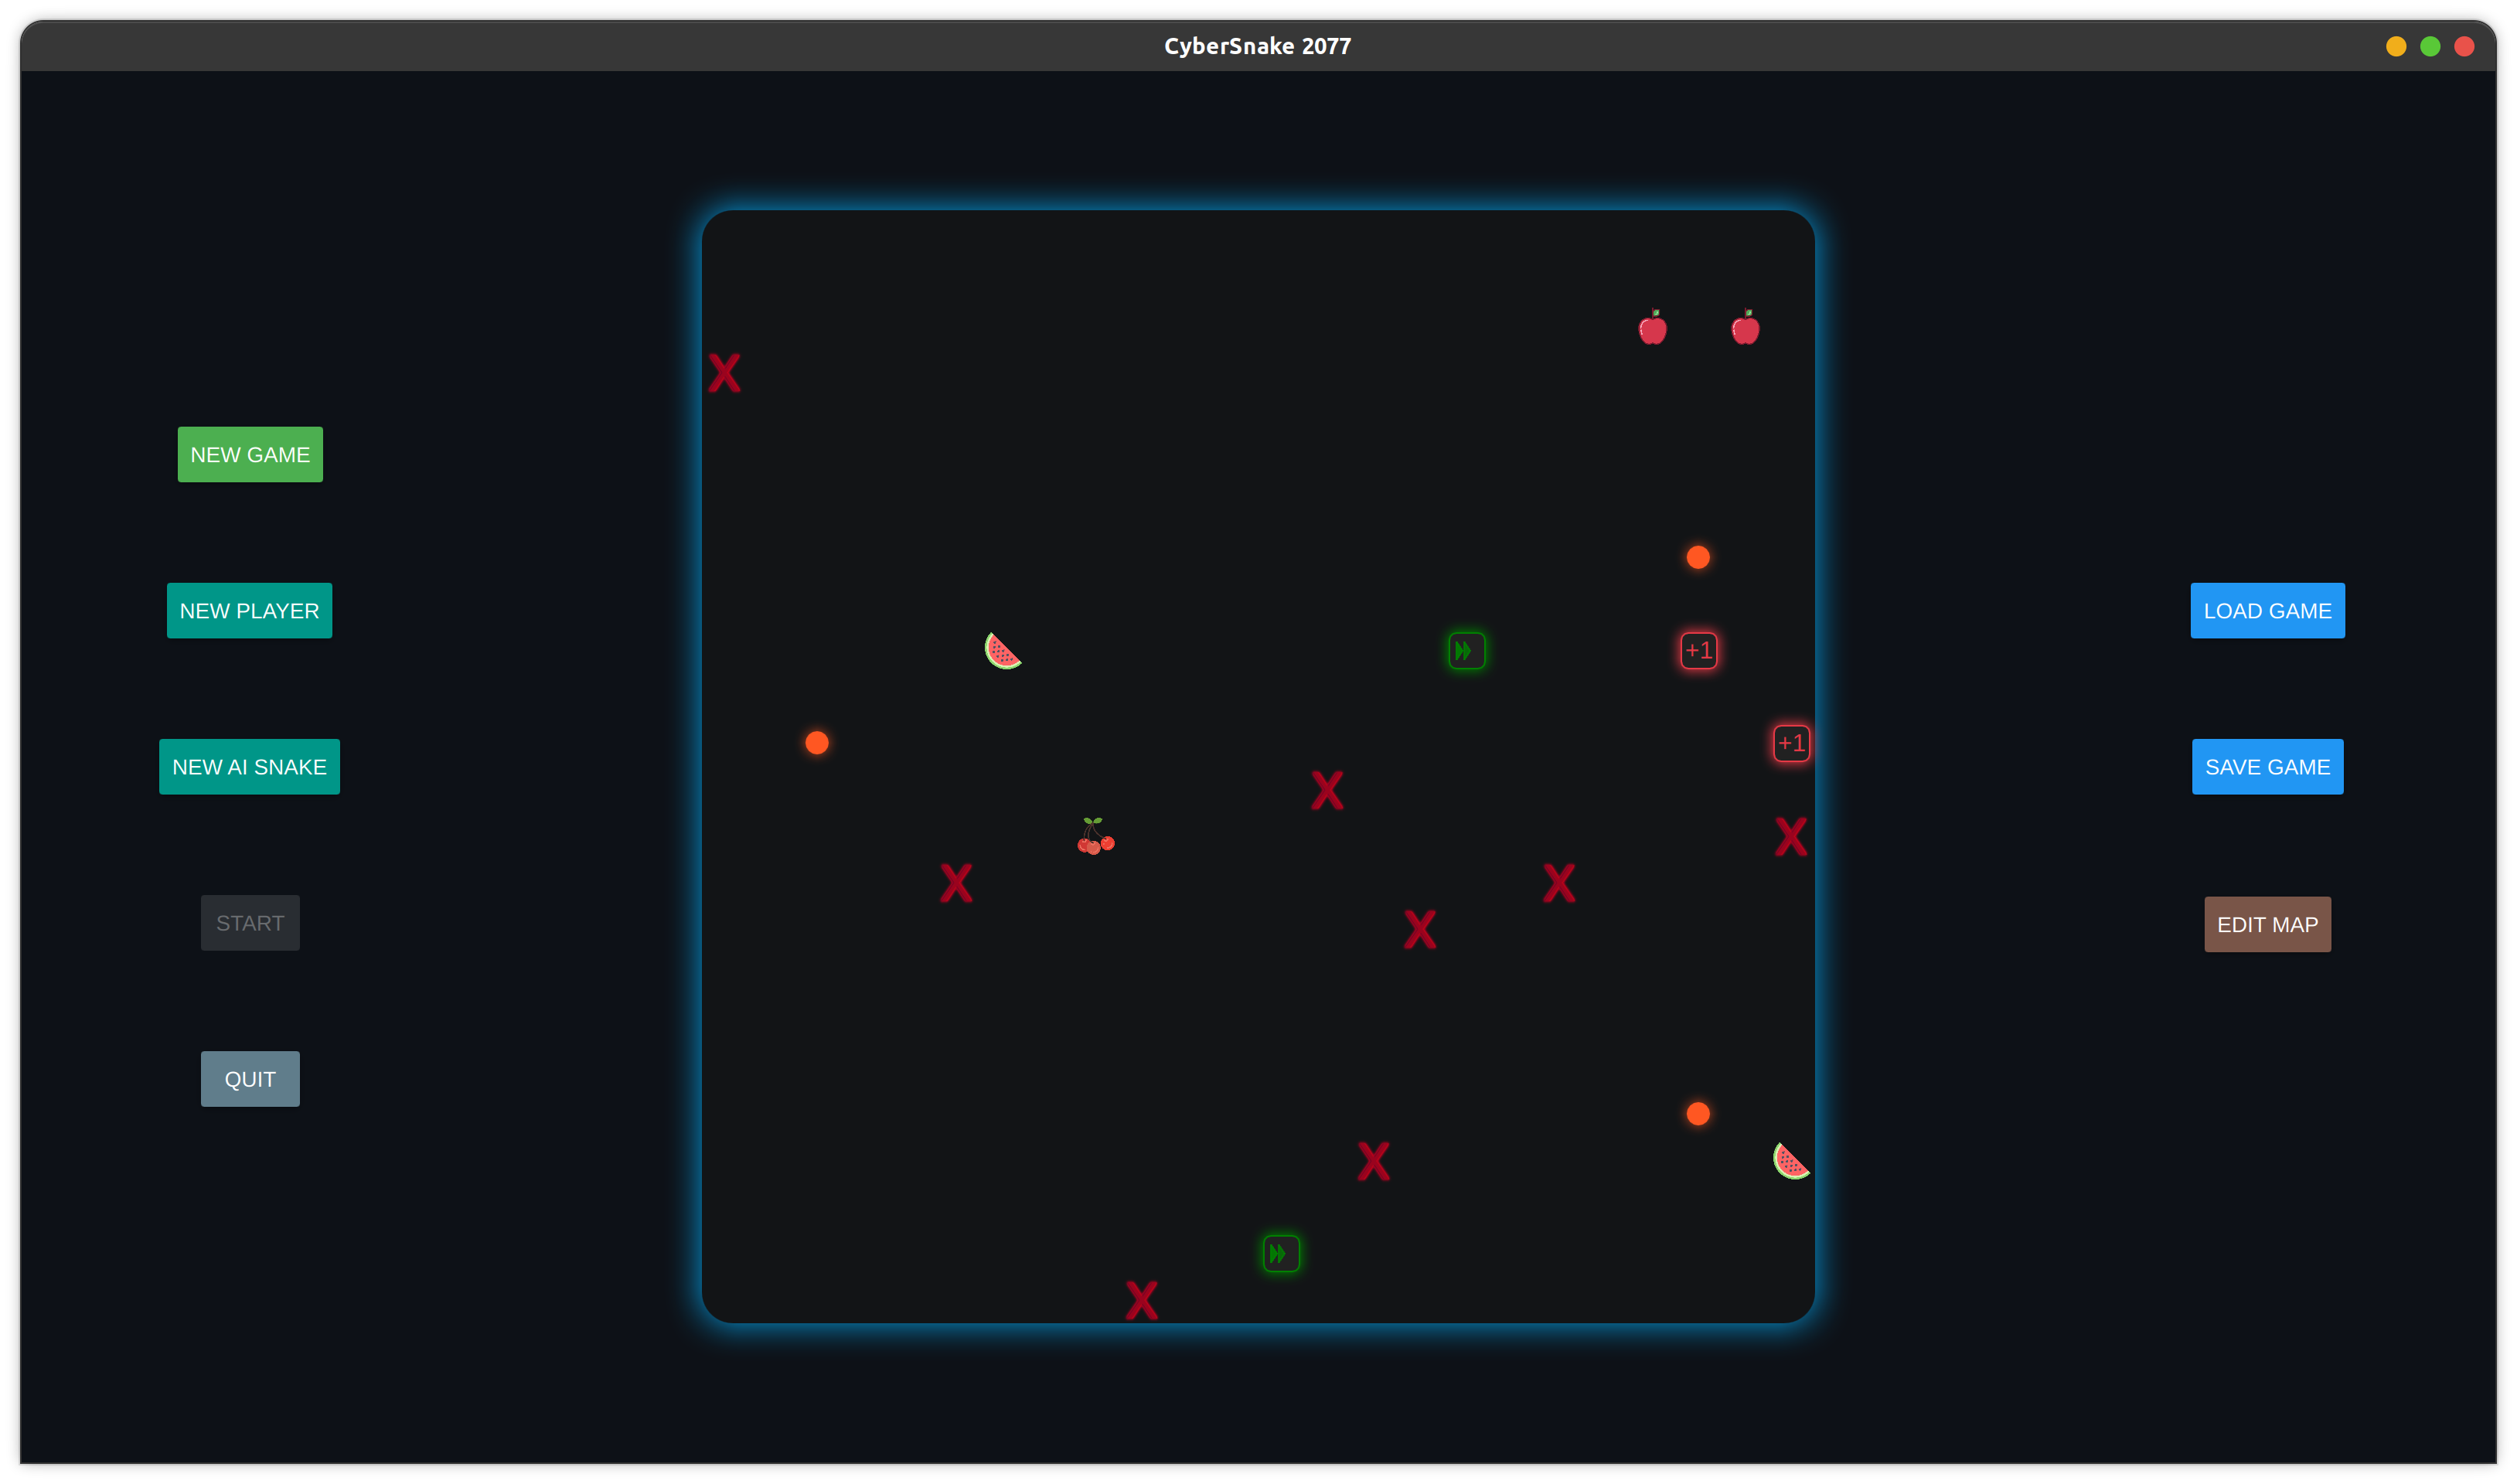 CyberSnake 2077
NEW GAME
NEW PLAYER
NEW AI SNAKE
START
QUIT
X
+1
+1
X
X
X
X
X
X
X
LOAD GAME
SAVE GAME
EDIT MAP